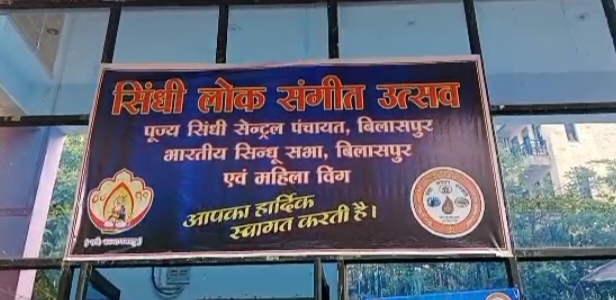 सिंधी लोक संगीत उत्सव
पूज्य सिंधी सेन्ट्रल पंचायत, बिलासपुर
भारतीय सिन्धू सभा, बिलासपुर
एवं महिला विंग
आपका हार्दिक
स्वागत करती है।